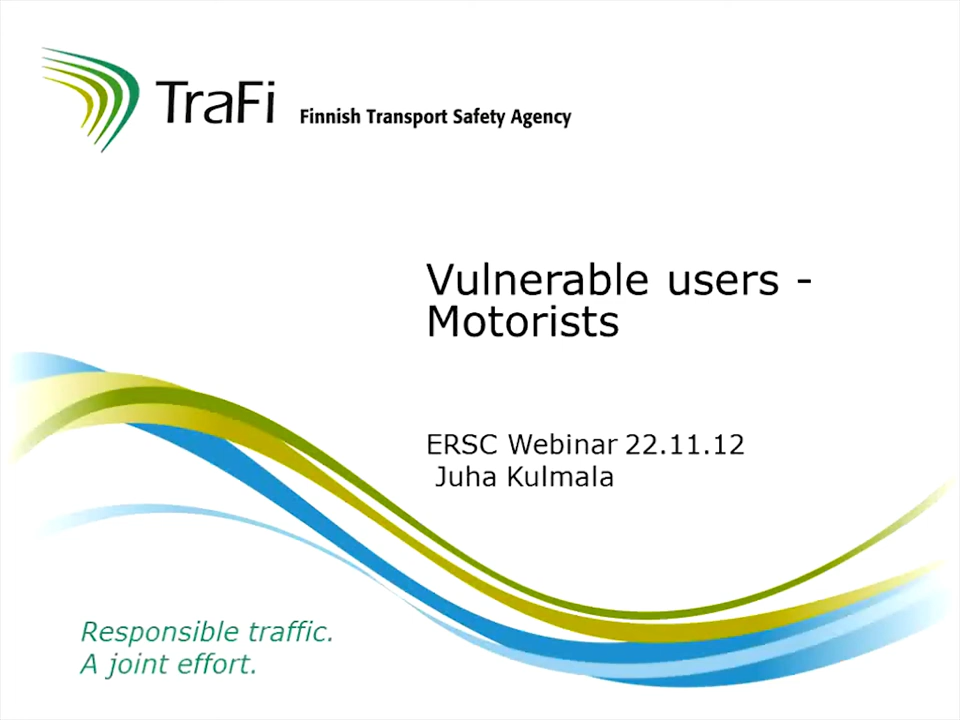 TraFi Finnish Transport Safety Agency
Vulnerable users -
Motorists
ERSC Webinar 22.11.12
Juha Kulmala
Responsible traffic.
A joint effort.